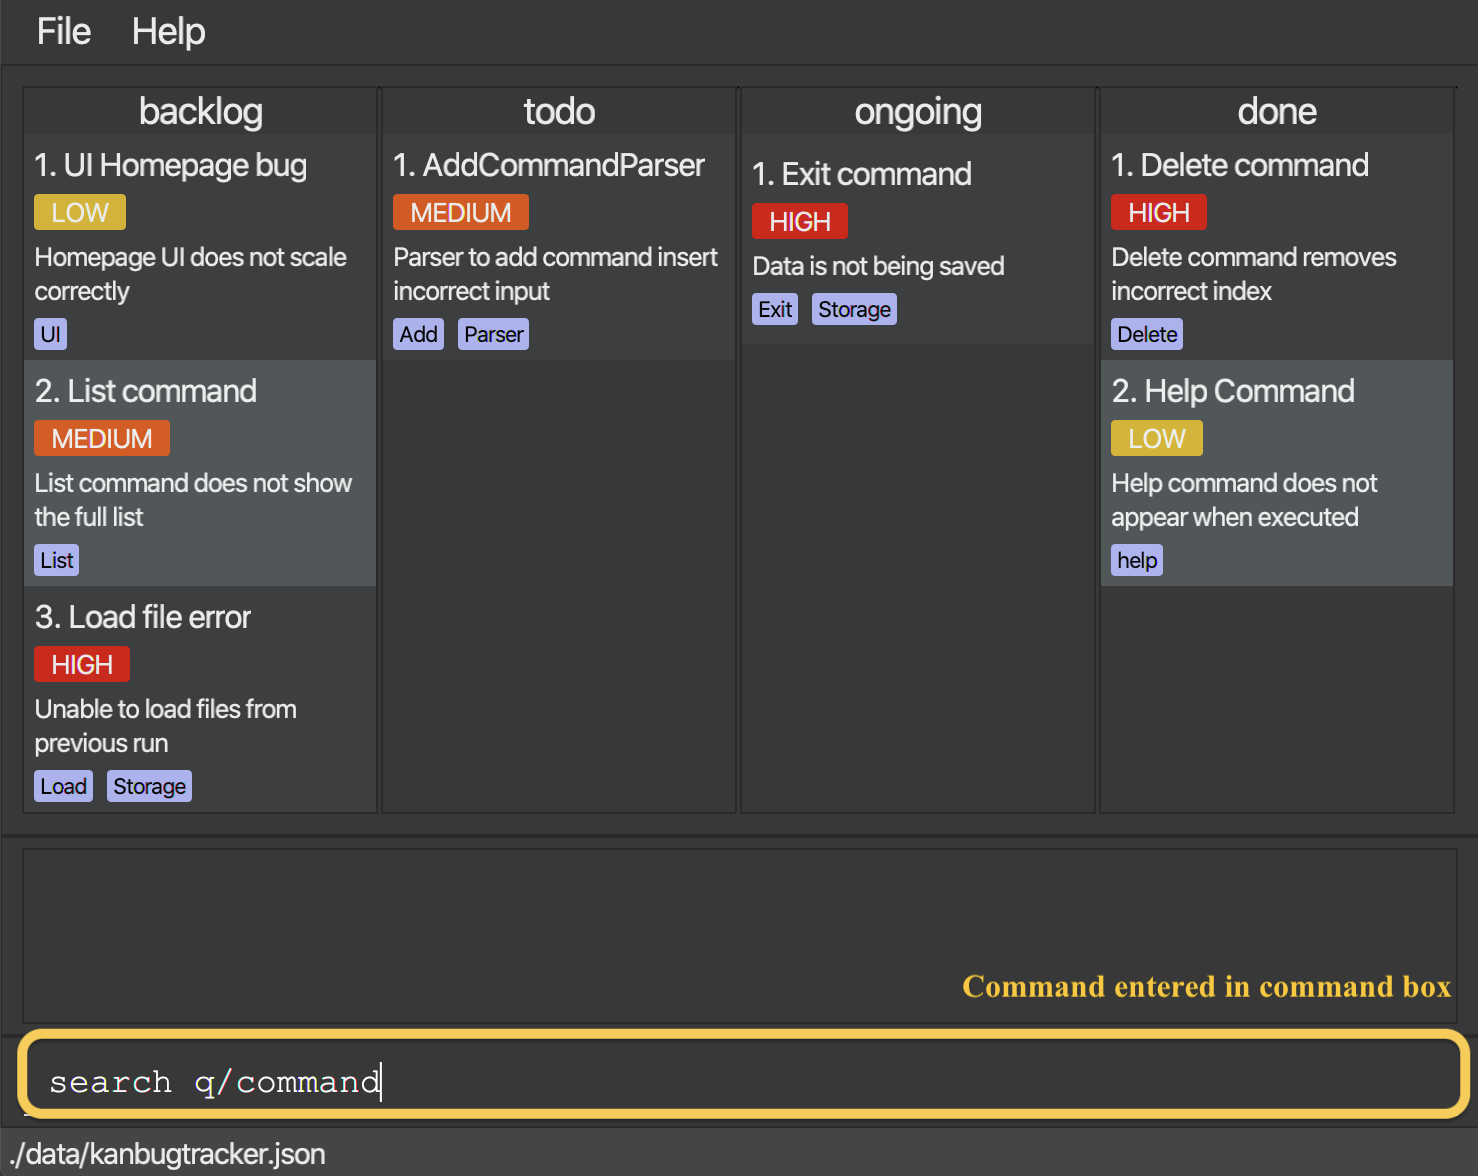 File Help
backlog
1. UI Homepage bug
LOW
Homepage UI does not scale
correctly
UI
2. List command
MEDIUM
List command does not show
the full list
List
3. Load file error
HIGH
Unable to load files from
previous run
Load Storage
todo
1. AddCommandParser
MEDIUM
Parser to add command insert
incorrect input
Add Parser
ongoing
1. Exit command
HIGH
Data is not being saved
Exit Storage
done
1. Delete command
HIGH
Delete command removes
incorrect index
Delete
2. Help Command
LOW
Help command does not
appear when executed
help
Command entered in command box
search q/command
./data/kanbugtracker.json